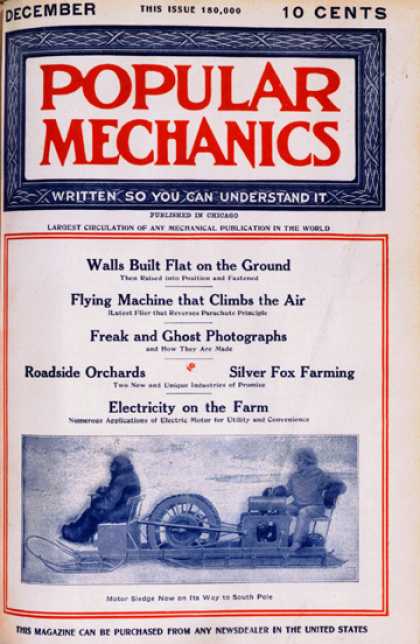 DECEMBER THIS ISSUE 180,000 10 CENTS
POPULAR
MECHANICS
WRITTEN SO YOU CAN UNDERSTAND IT
PUBLISHED IN CHICAGO
LARGEST CIRCULATION OF ANY MECHANICAL PUBLICATION IN THE WORLD
Walls Built Flat on the Ground
Then Raised into Position and Fastened
Flying Machine that Climbs the Air
Latest Flier that Reverses Parachute Principle
Freak and Ghost Photographs
and How They Are Made
Roadside Orchards Silver Fox Farming
Two New and Unique Industries of Promise
Electricity on the Farm
Numerous Applications of Electric Motor for Utility and Convenience
Motor Sledge Now on Its Way to South Pole
THIS MAGAZINE CAN BE PURCHASED FROM ANY NEWSDEALER IN THE UNITED STATES